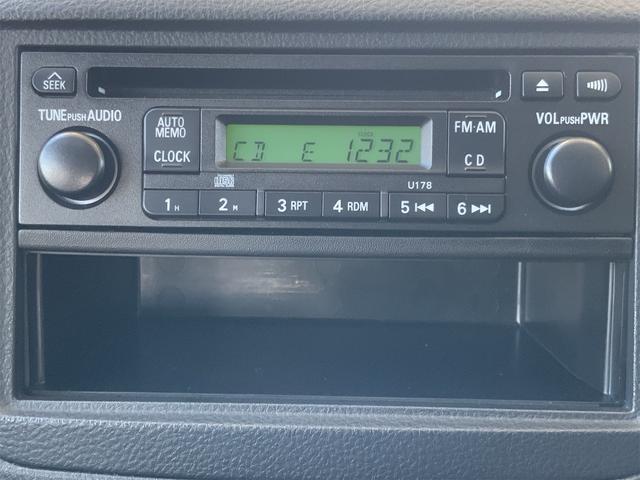 SEEK
TUNE PUSH AUDIO
AUTO
MEMO
CLOCK
CLOCK
CD E 1232
FM·AM
CD
VOL PUSH PWR
U178
1 H
2 M
3 RPT
4 RDM
5
6